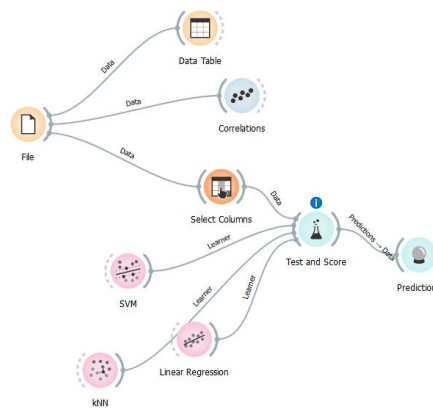 Data
Data Table
Data
Correlations
File
Data
Select Columns
Data
i
Test and Score
Predictions → Data
Prediction
Learner
SVM
Learner
Learner
Linear Regression
kNN